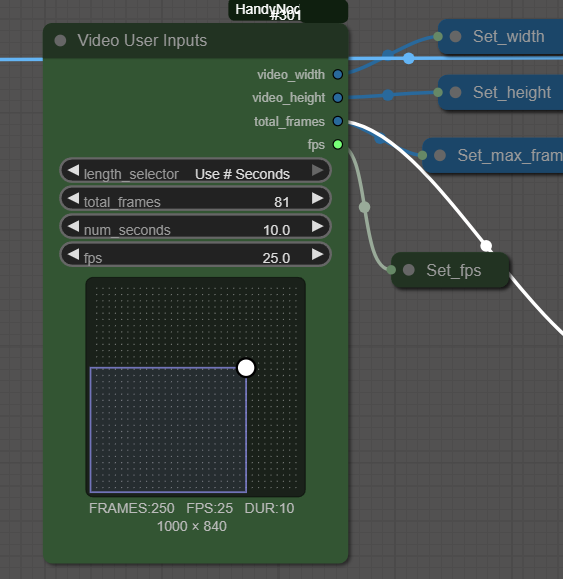 HandyNod
#301
Video User Inputs
Set_width
video_width
video_height
Set_height
total_frames
fps
Set_max_fram
length_selector Use # Seconds
total_frames 81
num_seconds 10.0
fps 25.0
Set_fps
FRAMES:250 FPS:25 DUR:10
1000 × 840